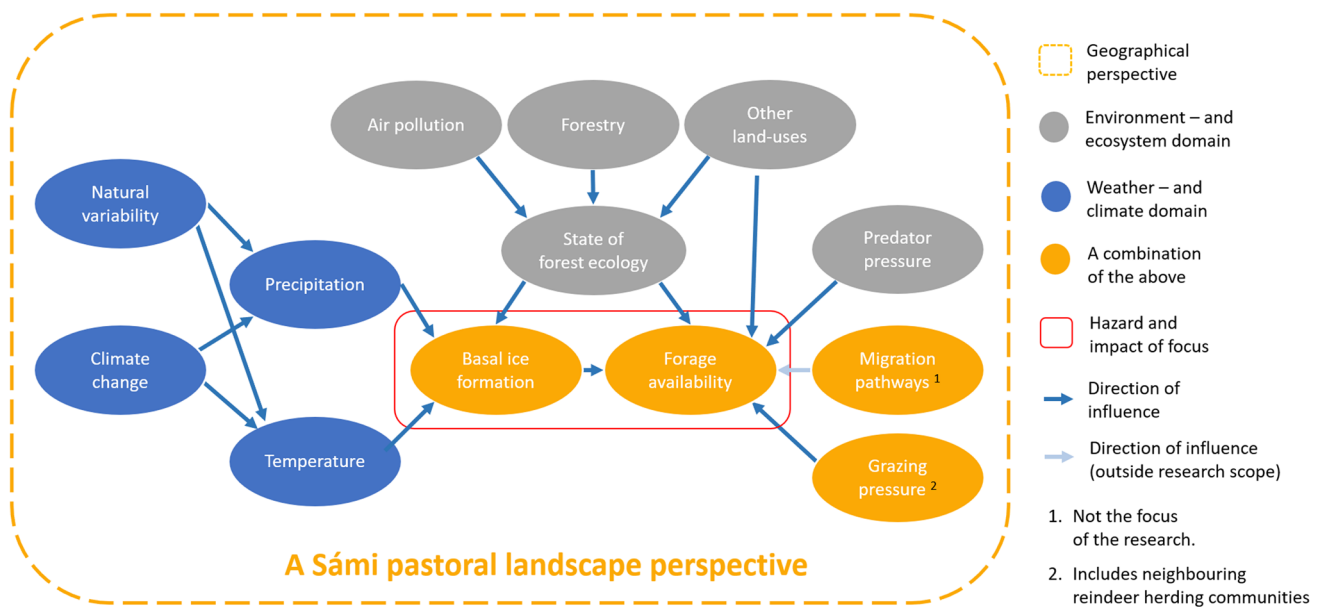 Air pollution
Forestry
Other
land-uses
Natural
variability
State of
forest ecology
Predator
pressure
Precipitation
Climate
change
Basal ice
formation
Forage
availability
Migration
pathways 1
Temperature
Grazing
pressure 2
A Sámi pastoral landscape perspective
Geographical
perspective
Environment – and
ecosystem domain
Weather – and
climate domain
A combination
of the above
Hazard and
impact of focus
Direction of
influence
Direction of influence
(outside research scope)
1. Not the focus
of the research.
2. Includes neighbouring
reindeer herding communities